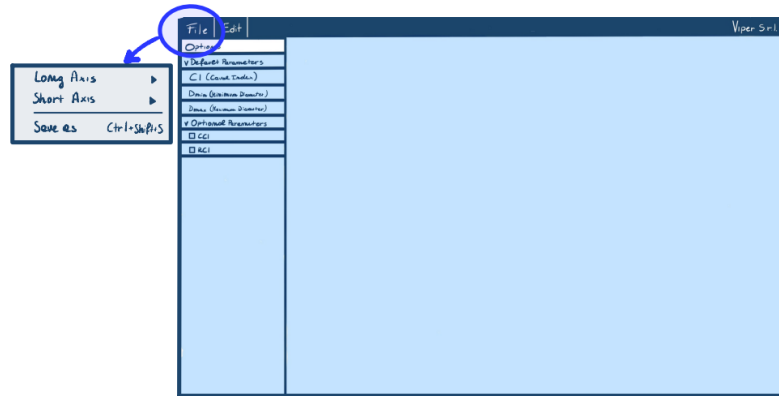 File Edit
Viper S.r.l.
Options
v Default Parameters
CI (Caval Index)
Dmin (Minimum Diameter)
Dmax (Maximum Diameter)
v Optional Parameters
CCI
RCI
Long Axis
Short Axis
Save as Ctrl+Shift+S